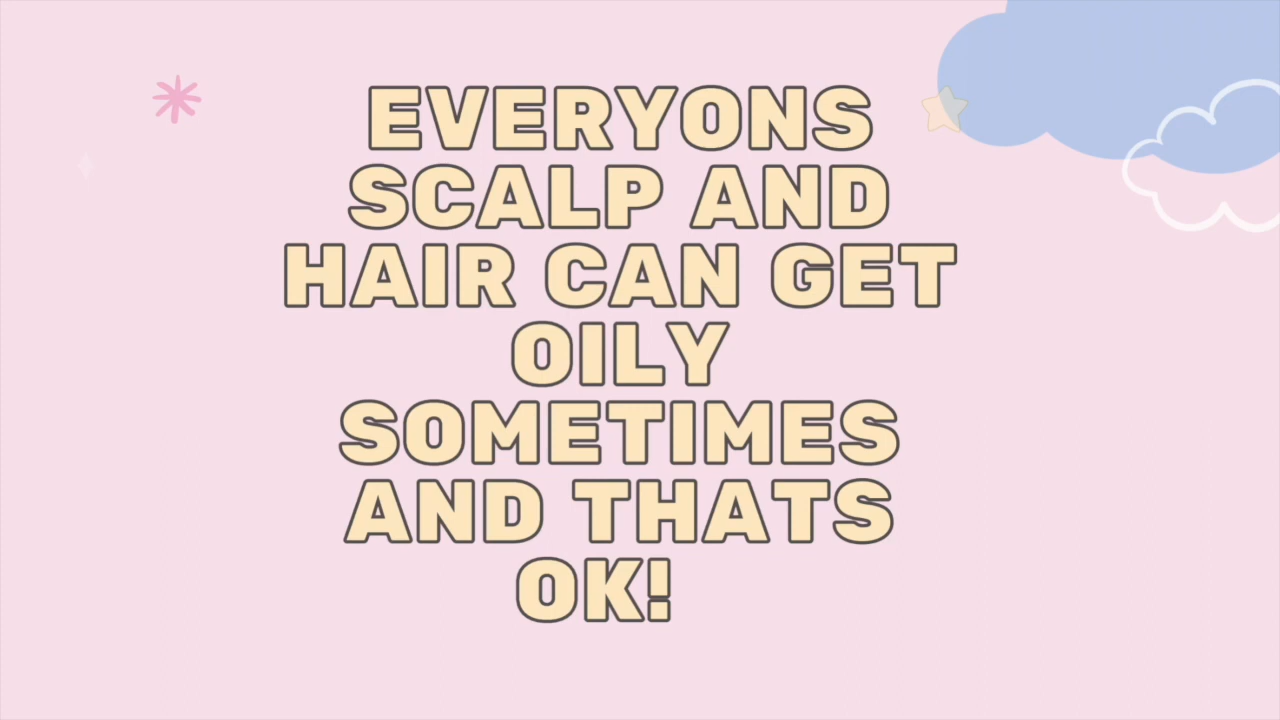 EVERYONS
SCALP AND
HAIR CAN GET
OILY
SOMETIMES
AND THATS
OK!